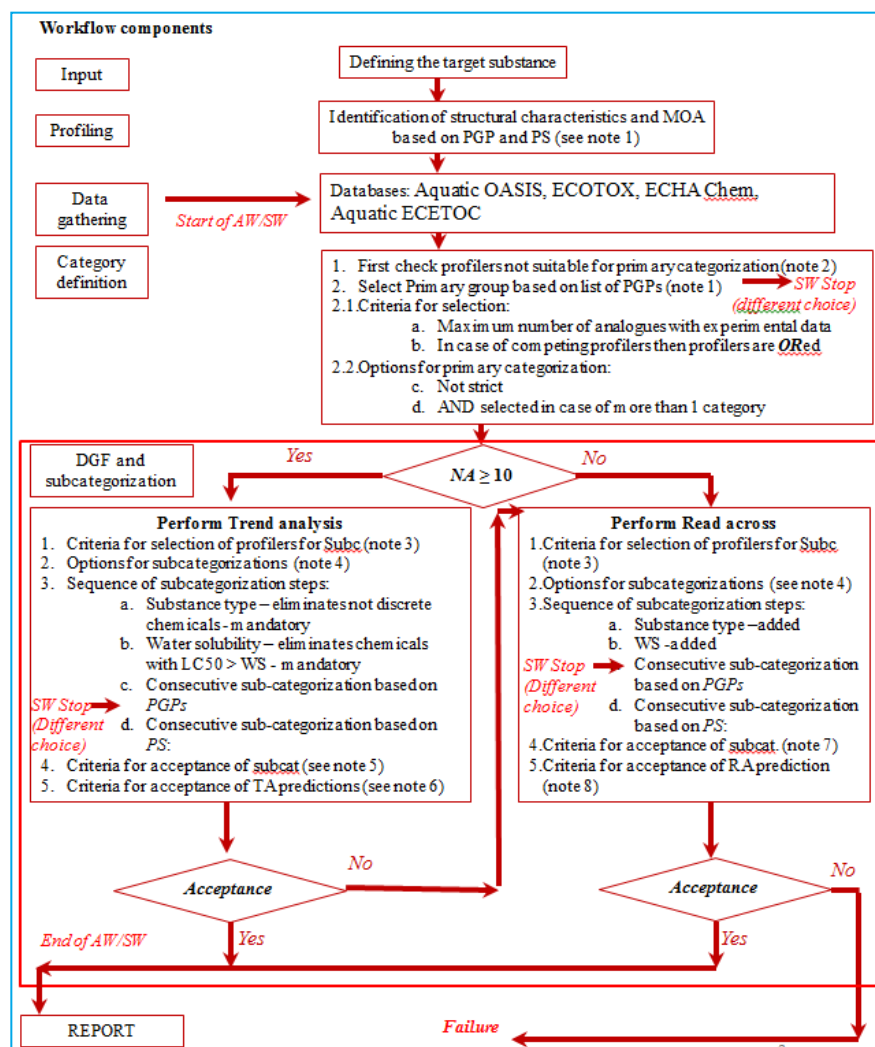 Workflow components
Input
Defining the target substance
Profiling
Identification of structural characteristics and MOA
based on PGP and PS (see note 1)
Data
gathering
Start of AW/SW
Databases: Aquatic OASIS, ECOTOX, ECHA Chem,
Aquatic ECETOC
Category
definition
1. First check profilers not suitable for primary categorization (note 2)
2. Select Primary group based on list of PGPs (note 1)
SW Stop
(different choice)
2.1. Criteria for selection:
a. Maximum number of analogues with experimental data
b. In case of competing profilers then profilers are ORed
2.2. Options for primary categorization:
c. Not strict
d. AND selected in case of more than 1 category
DGF and
subcategorization
Yes
NA ≥ 10
No
Perform Trend analysis
1. Criteria for selection of profilers for Subc (note 3)
2. Options for subcategorizations (note 4)
3. Sequence of subcategorization steps:
a. Substance type – eliminates not discrete
chemicals - mandatory
b. Water solubility – eliminates chemicals
with LC50 > WS - mandatory
c. Consecutive sub-categorization based on
PGPs
SW Stop
(Different
choice)
d. Consecutive sub-categorization based on
PS:
4. Criteria for acceptance of subcat (see note 5)
5. Criteria for acceptance of TA predictions (see note 6)
Perform Read across
1. Criteria for selection of profilers for Subc
(note 3)
2. Options for subcategorizations (see note 4)
3. Sequence of subcategorization steps:
a. Substance type –added
b. WS -added
SW Stop
(Different
choice)
Consecutive sub-categorization
based on PGPs
d. Consecutive sub-categorization
based on PS:
4. Criteria for acceptance of subcat. (note 7)
5. Criteria for acceptance of RA prediction
(note 8)
Acceptance
No
Yes
Acceptance
No
Yes
End of AW/SW
REPORT
Failure